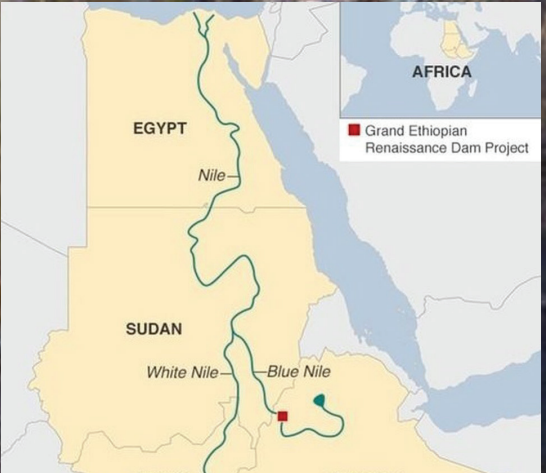 AFRICA
Grand Ethiopian
Renaissance Dam Project
EGYPT
Nile
SUDAN
White Nile
Blue Nile